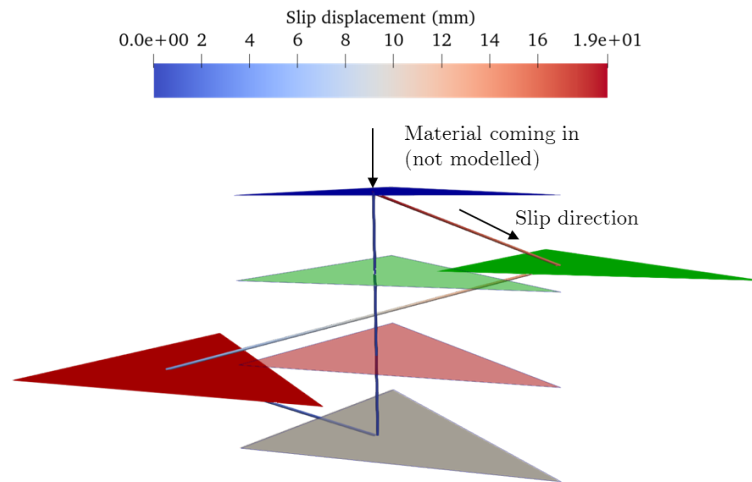 Slip displacement (mm)
0.0e+00 2 4 6 8 10 12 14 16 1.9e+01
Material coming in
(not modelled)
Slip direction